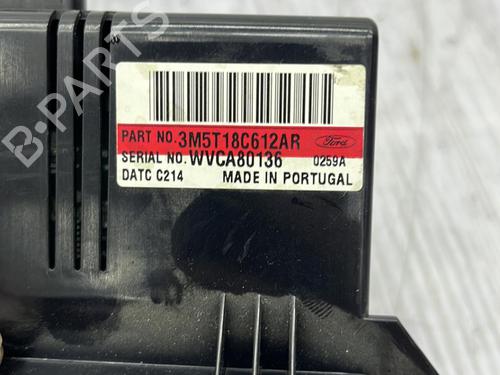 B-PARTS
PART NO. 3M5T18C612AR Ford
SERIAL NO. WVCA80136 0259A
DATC C214 MADE IN PORTUGAL